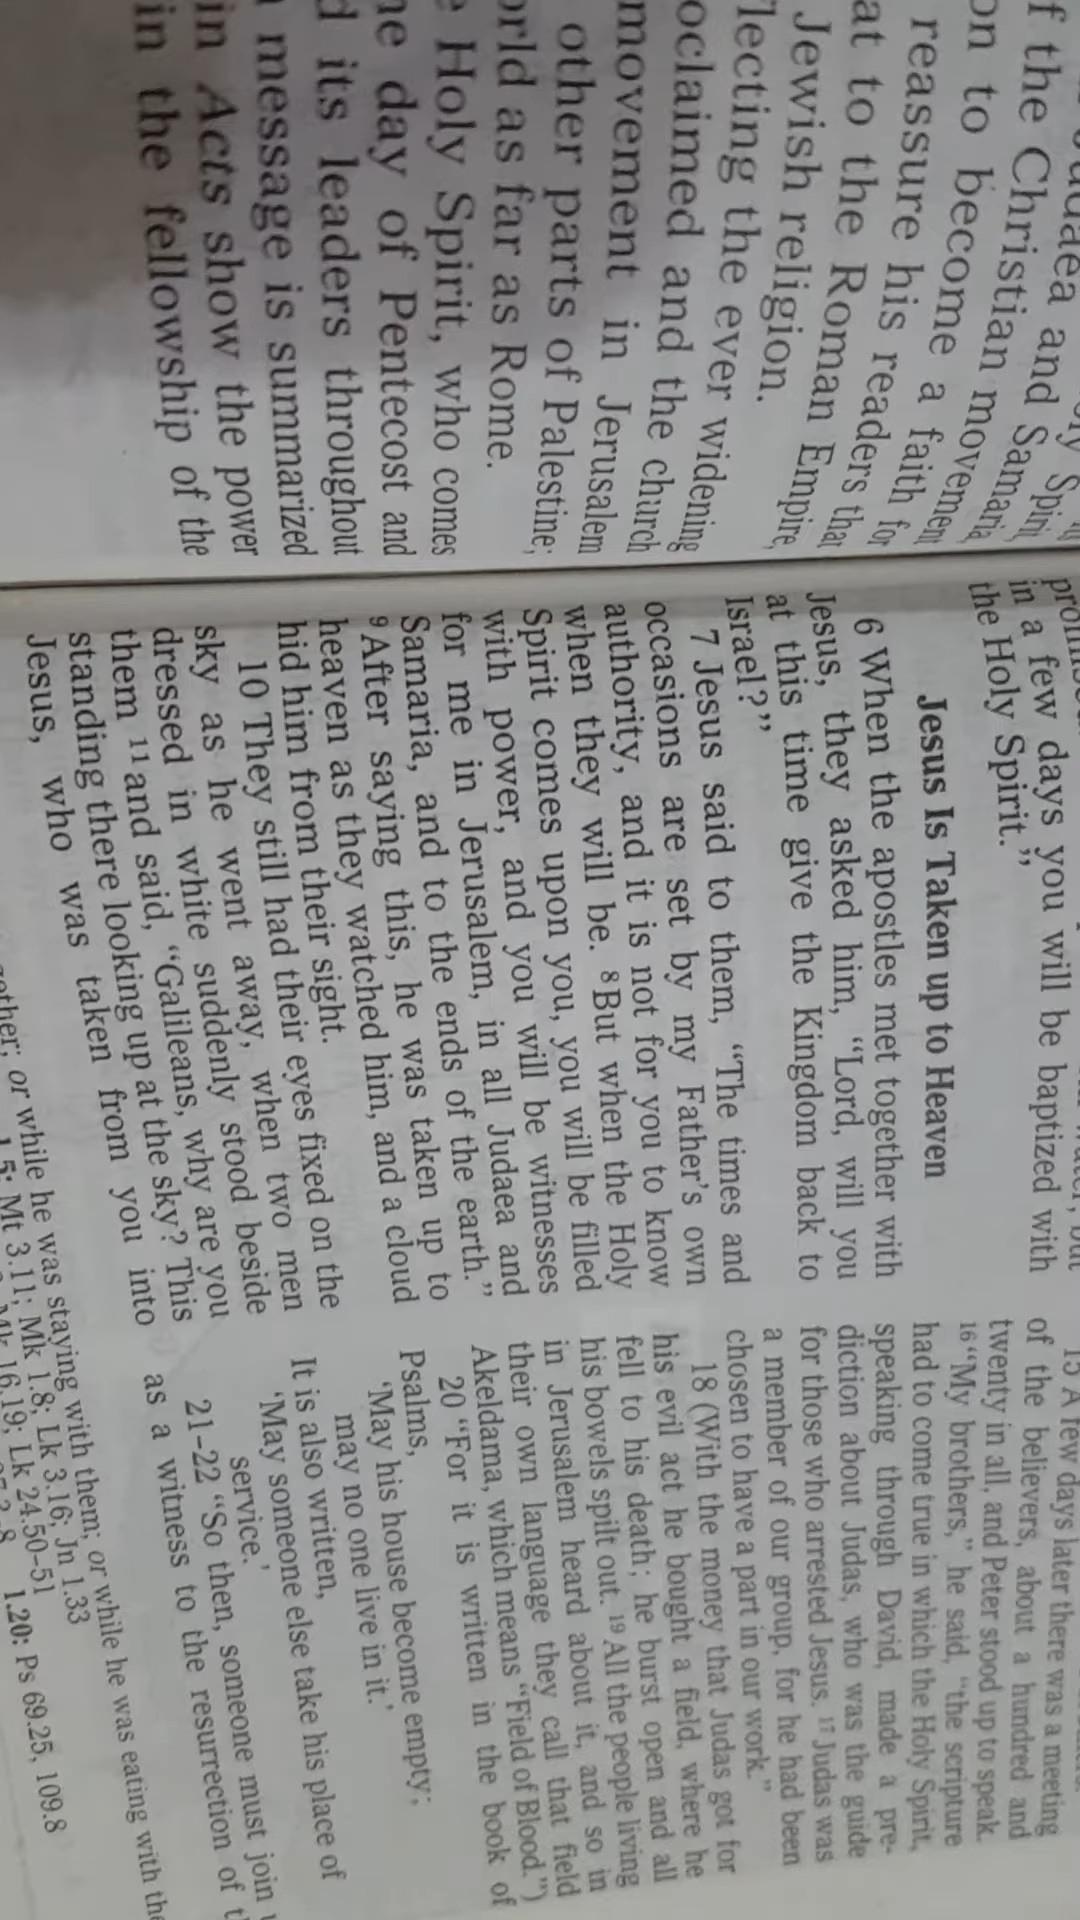 Judaea and
f the Christian movement
on to become a faith for
reassure his readers that
at to the Roman Empire,
Jewish religion.
lecting the ever widening
oclaimed and the church
movement in Jerusalem
other parts of Palestine;
orld as far as Rome.
e Holy Spirit, who comes
ne day of Pentecost and
d its leaders throughout
message is summarized
in Acts show the power
in the fellowship of the
in a few days you will be baptized with
the Holy Spirit.”
Jesus Is Taken up to Heaven
6 When the apostles met together with
Jesus, they asked him, “Lord, will you
at this time give the Kingdom back to
Israel?”
7 Jesus said to them, “The times and
occasions are set by my Father’s own
authority, and it is not for you to know
when they will be. 8 But when the Holy
Spirit comes upon you, you will be filled
with power, and you will be witnesses
for me in Jerusalem, in all Judaea and
Samaria, and to the ends of the earth.”
9 After saying this, he was taken up to
heaven as they watched him, and a cloud
hid him from their sight.
10 They still had their eyes fixed on the
sky as he went away, when two men
dressed in white suddenly stood beside
them 11 and said, “Galileans, why are you
standing there looking up at the sky? This
Jesus, who was taken from you into
15 A few days later there was a meeting
of the believers, about a hundred and
twenty in all, and Peter stood up to speak.
16 “My brothers,” he said, “the scripture
had to come true in which the Holy Spirit,
speaking through David, made a pre-
diction about Judas, who was the guide
for those who arrested Jesus. 17 Judas was
a member of our group, for he had been
chosen to have a part in our work.”
18 (With the money that Judas got for
his evil act he bought a field, where he
fell to his death; he burst open and all
his bowels spilt out. 19 All the people living
in Jerusalem heard about it, and so in
their own language they call that field
Akeldama, which means “Field of Blood.”)
20 “For it is written in the book of
Psalms,
‘May his house become empty;
may no one live in it.’
It is also written,
‘May someone else take his place of
service.’
21–22 “So then, someone must join
as a witness to the resurrection of
or while he was staying with them; or while he was eating with
Mt 3.11; Mk 1.8; Lk 3.16; Jn 1.33
Mk 16.19; Lk 24.50–51
1.20: Ps 69.25, 109.8